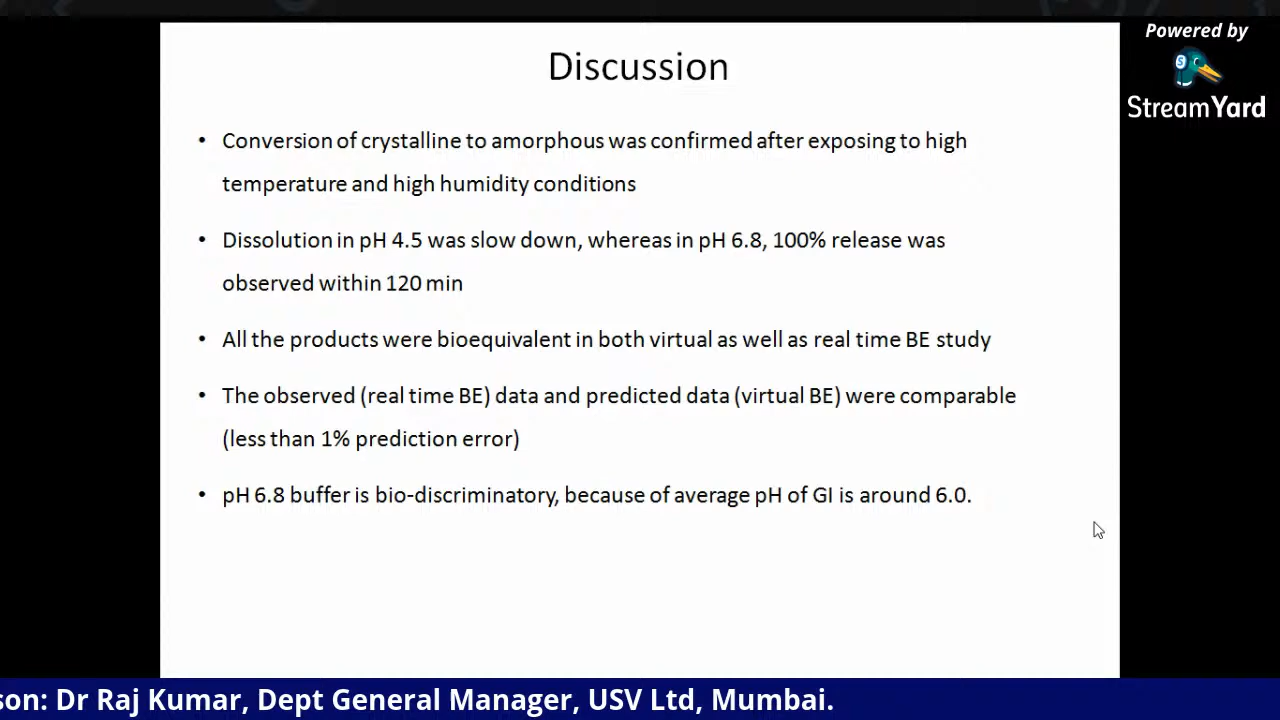 Powered by
StreamYard
Discussion
• Conversion of crystalline to amorphous was confirmed after exposing to high
temperature and high humidity conditions
• Dissolution in pH 4.5 was slow down, whereas in pH 6.8, 100% release was
observed within 120 min
• All the products were bioequivalent in both virtual as well as real time BE study
• The observed (real time BE) data and predicted data (virtual BE) were comparable
(less than 1% prediction error)
• pH 6.8 buffer is bio-discriminatory, because of average pH of GI is around 6.0.
son: Dr Raj Kumar, Dept General Manager, USV Ltd, Mumbai.